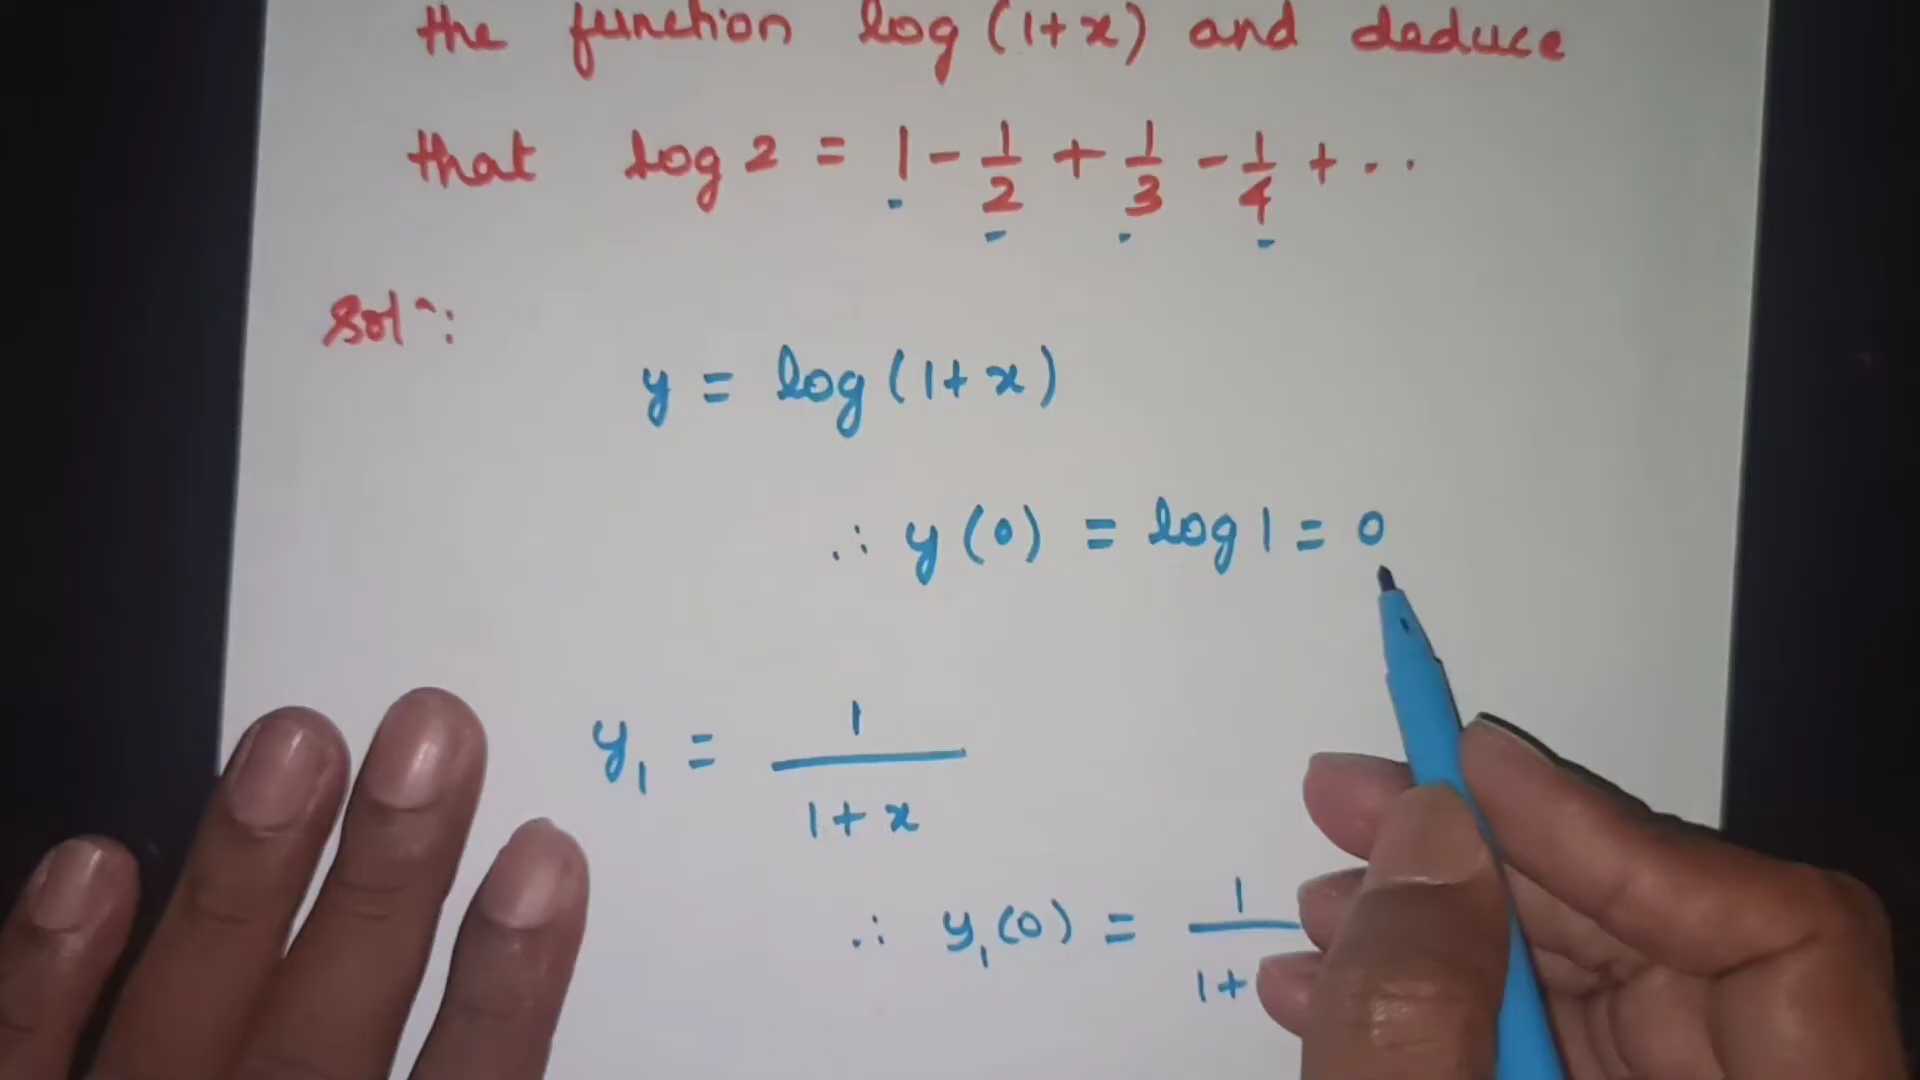 the function log (1+x) and deduce
that log 2 = 1 - 1/2 + 1/3 - 1/4 + ..
Solⁿ:
y = log (1+x)
∴ y(0) = log 1 = 0
y₁ = 1/(1+x)
∴ y₁(0) = 1/(1+